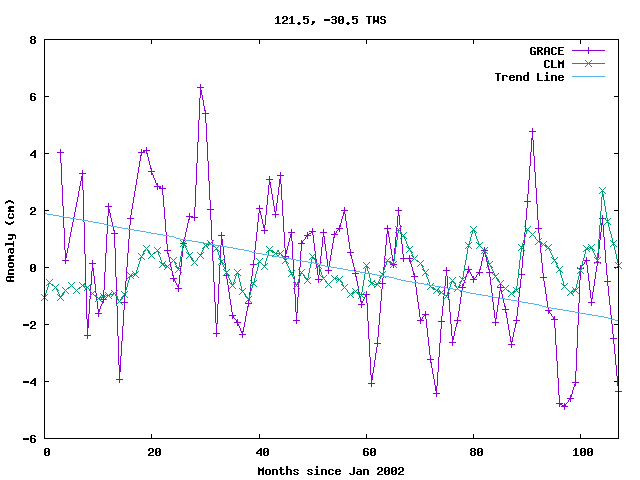 121.5, -30.5 TWS
GRACE
CLM
Trend Line
8
6
4
2
0
-2
-4
-6
Anomaly (cm)
0 20 40 60 80 100
Months since Jan 2002